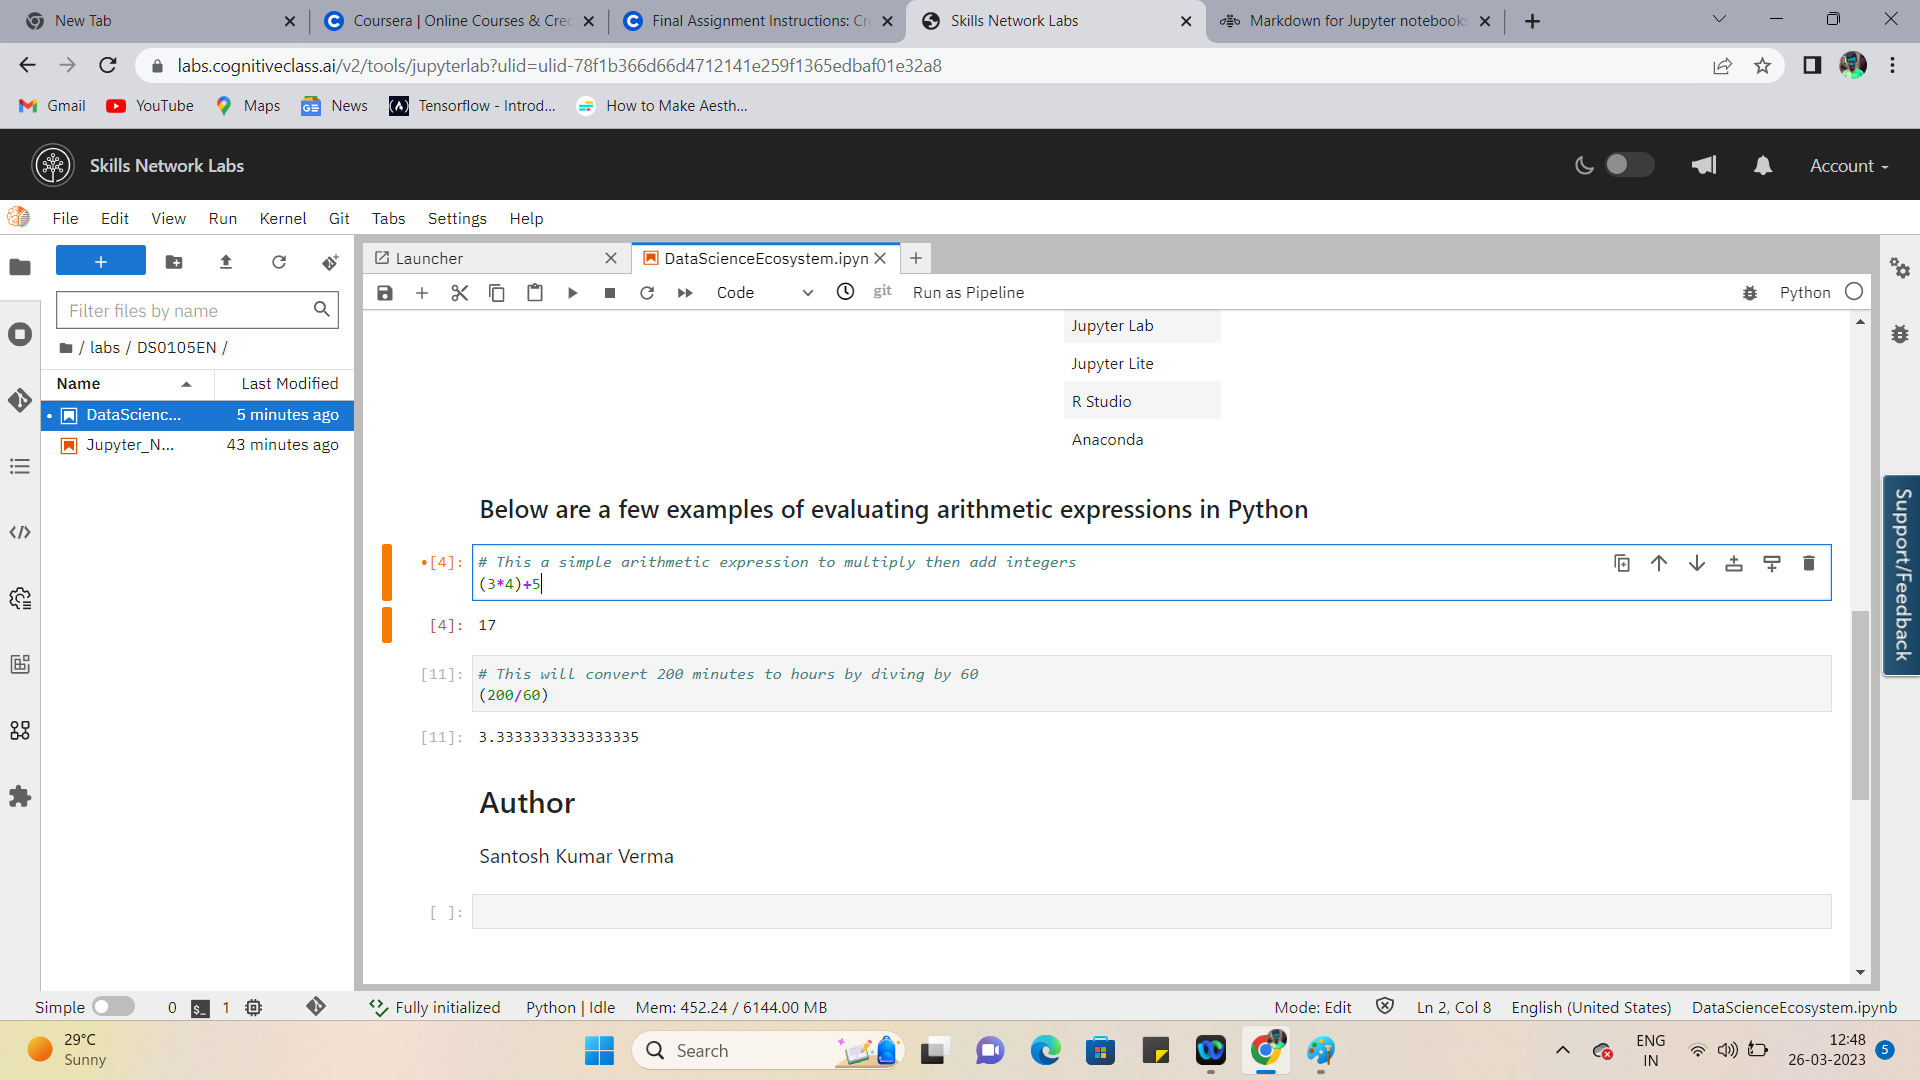 New Tab
Coursera | Online Courses & Cred
Final Assignment Instructions: Cre
Skills Network Labs
Markdown for Jupyter notebooks
labs.cognitiveclass.ai/v2/tools/jupyterlab?ulid=ulid-78f1b366d66d4712141e259f1365edbaf01e32a8
Gmail
YouTube
Maps
News
Tensorflow - Introd...
How to Make Aesth...
Skills Network Labs
Account
File Edit View Run Kernel Git Tabs Settings Help
Launcher
DataScienceEcosystem.ipyn
Filter files by name
/ labs / DS0105EN /
Name
Last Modified
DataScienc...
5 minutes ago
Jupyter_N...
43 minutes ago
Code
git
Run as Pipeline
Python
Jupyter Lab
Jupyter Lite
R Studio
Anaconda
Below are a few examples of evaluating arithmetic expressions in Python
[4]: # This a simple arithmetic expression to multiply then add integers
(3*4)+5
[4]: 17
[11]: # This will convert 200 minutes to hours by diving by 60
(200/60)
[11]: 3.3333333333333335
Author
Santosh Kumar Verma
[ ]:
Support/Feedback
Simple
0
$_
1
Fully initialized
Python | Idle
Mem: 452.24 / 6144.00 MB
Mode: Edit
Ln 2, Col 8
English (United States)
DataScienceEcosystem.ipynb
29°C
Sunny
Search
ENG
IN
12:48
26-03-2023
5